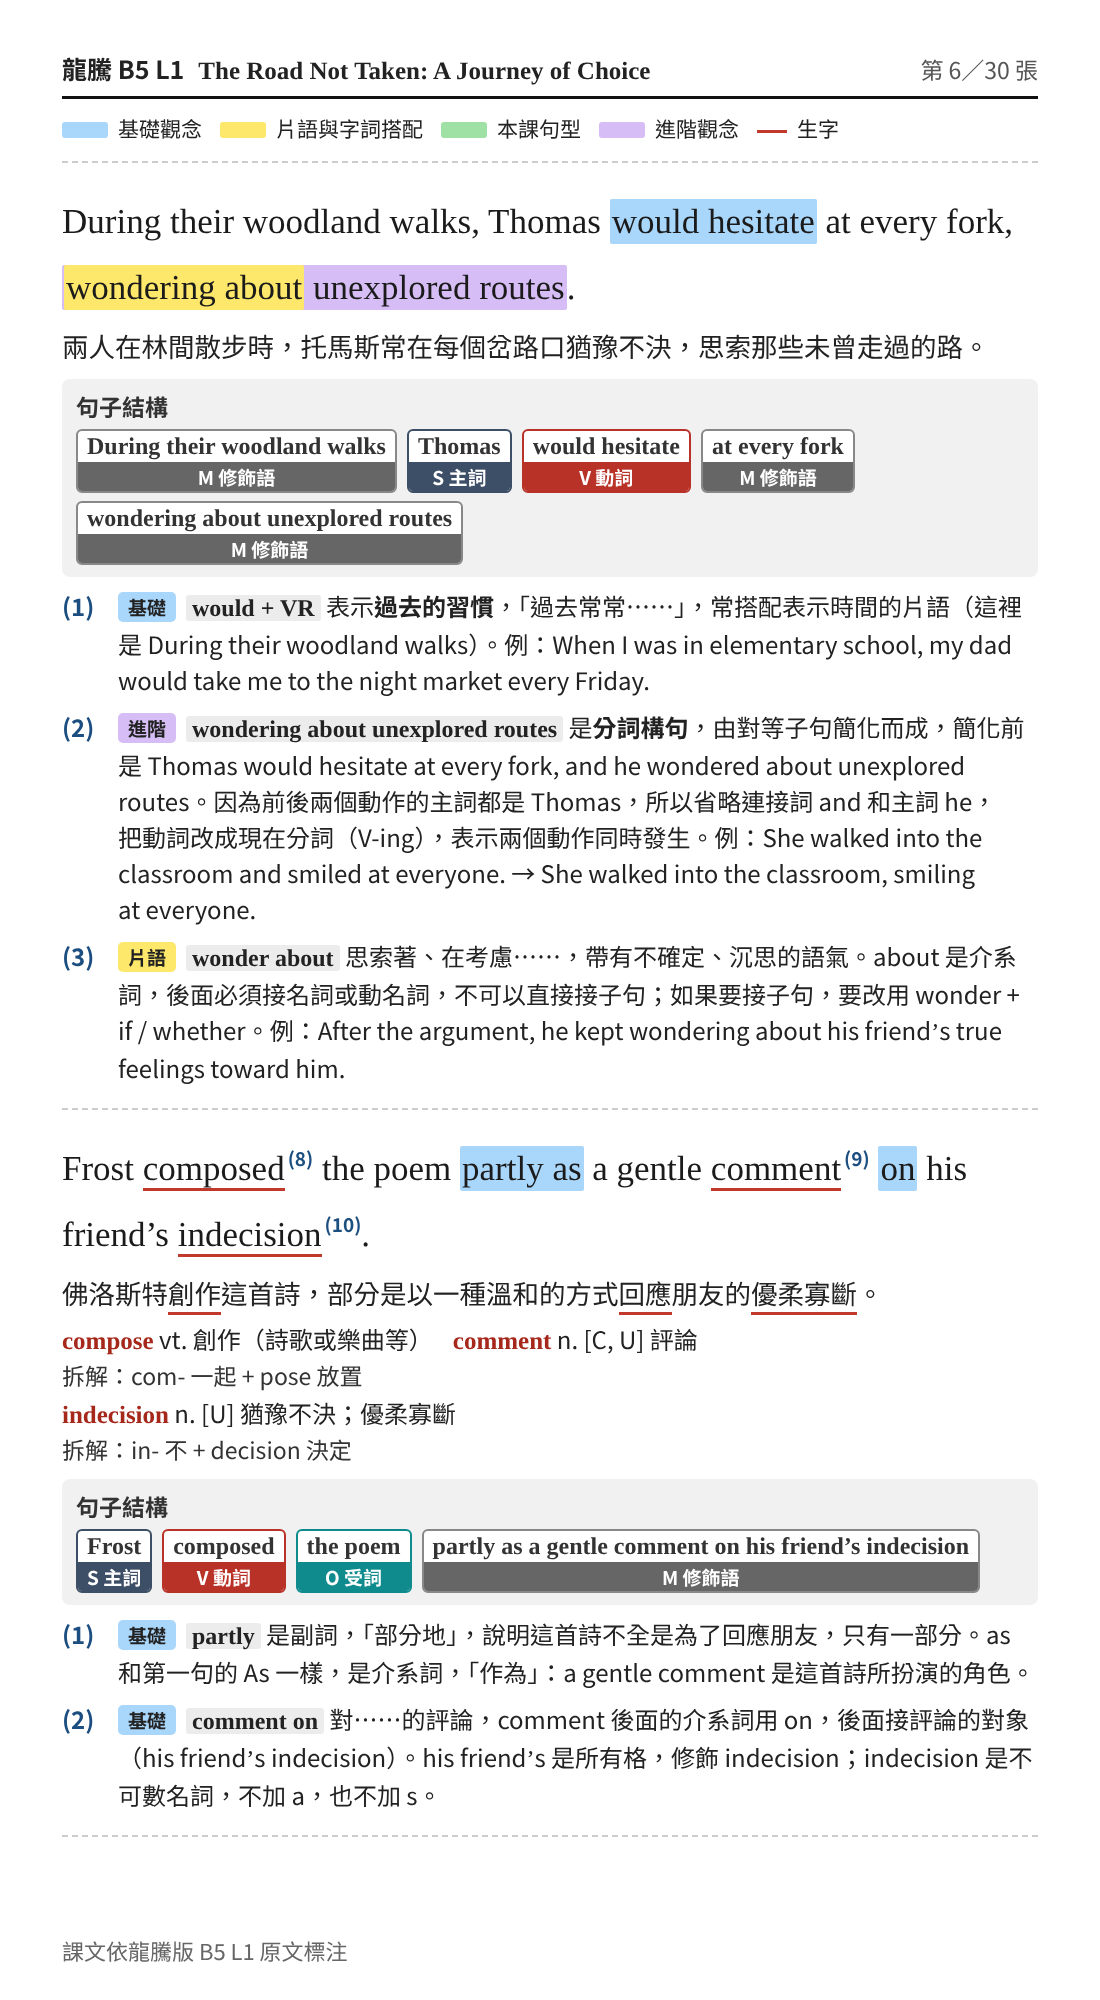 龍騰 B5 L1 The Road Not Taken: A Journey of Choice 第 6／30 張
基礎觀念 片語與字詞搭配 本課句型 進階觀念 生字
During their woodland walks, Thomas would hesitate at every fork,
wondering about unexplored routes.
兩人在林間散步時，托馬斯常在每個岔路口猶豫不決，思索那些未曾走過的路。
句子結構
During their woodland walks Thomas would hesitate at every fork
M 修飾語 S 主詞 V 動詞 M 修飾語
wondering about unexplored routes
M 修飾語
(1) 基礎 would + VR 表示過去的習慣，「過去常常……」，常搭配表示時間的片語（這裡
是 During their woodland walks）。例：When I was in elementary school, my dad
would take me to the night market every Friday.
(2) 進階 wondering about unexplored routes 是分詞構句，由對等子句簡化而成，簡化前
是 Thomas would hesitate at every fork, and he wondered about unexplored
routes。因為前後兩個動作的主詞都是 Thomas，所以省略連接詞 and 和主詞 he，
把動詞改成現在分詞（V-ing），表示兩個動作同時發生。例：She walked into the
classroom and smiled at everyone. → She walked into the classroom, smiling
at everyone.
(3) 片語 wonder about 思索著、在考慮……，帶有不確定、沉思的語氣。about 是介系
詞，後面必須接名詞或動名詞，不可以直接接子句；如果要接子句，要改用 wonder +
if / whether。例：After the argument, he kept wondering about his friend’s true
feelings toward him.
Frost composed(8) the poem partly as a gentle comment(9) on his
friend’s indecision(10).
佛洛斯特創作這首詩，部分是以一種溫和的方式回應朋友的優柔寡斷。
compose vt. 創作（詩歌或樂曲等） comment n. [C, U] 評論
拆解：com- 一起 + pose 放置
indecision n. [U] 猶豫不決；優柔寡斷
拆解：in- 不 + decision 決定
句子結構
Frost composed the poem partly as a gentle comment on his friend’s indecision
S 主詞 V 動詞 O 受詞 M 修飾語
(1) 基礎 partly 是副詞，「部分地」，說明這首詩不全是為了回應朋友，只有一部分。as
和第一句的 As 一樣，是介系詞，「作為」：a gentle comment 是這首詩所扮演的角色。
(2) 基礎 comment on 對……的評論，comment 後面的介系詞用 on，後面接評論的對象
（his friend’s indecision）。his friend’s 是所有格，修飾 indecision；indecision 是不
可數名詞，不加 a，也不加 s。
課文依龍騰版 B5 L1 原文標注